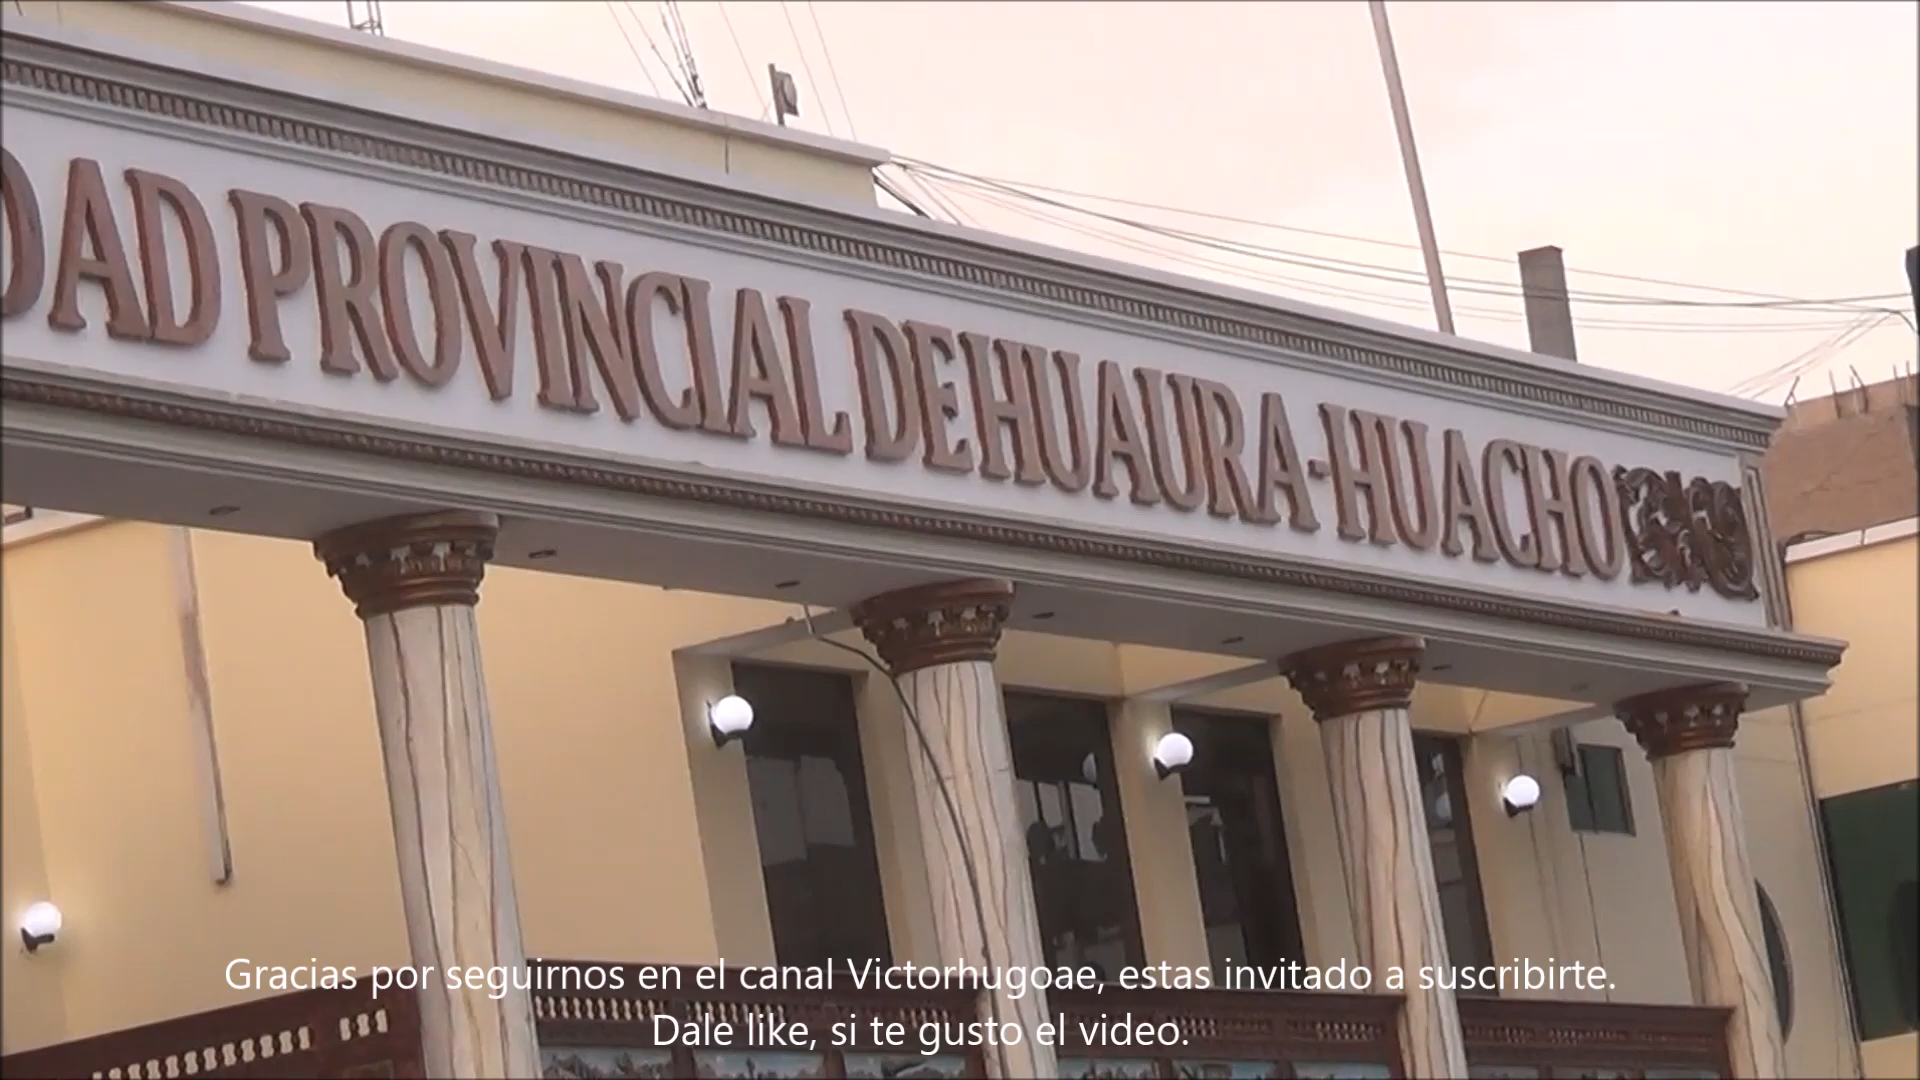 DAD PROVINCIAL DE HUAURA-HUACHO
Gracias por seguirnos en el canal Victorhugoae, estas invitado a suscribirte.
Dale like, si te gusto el video.